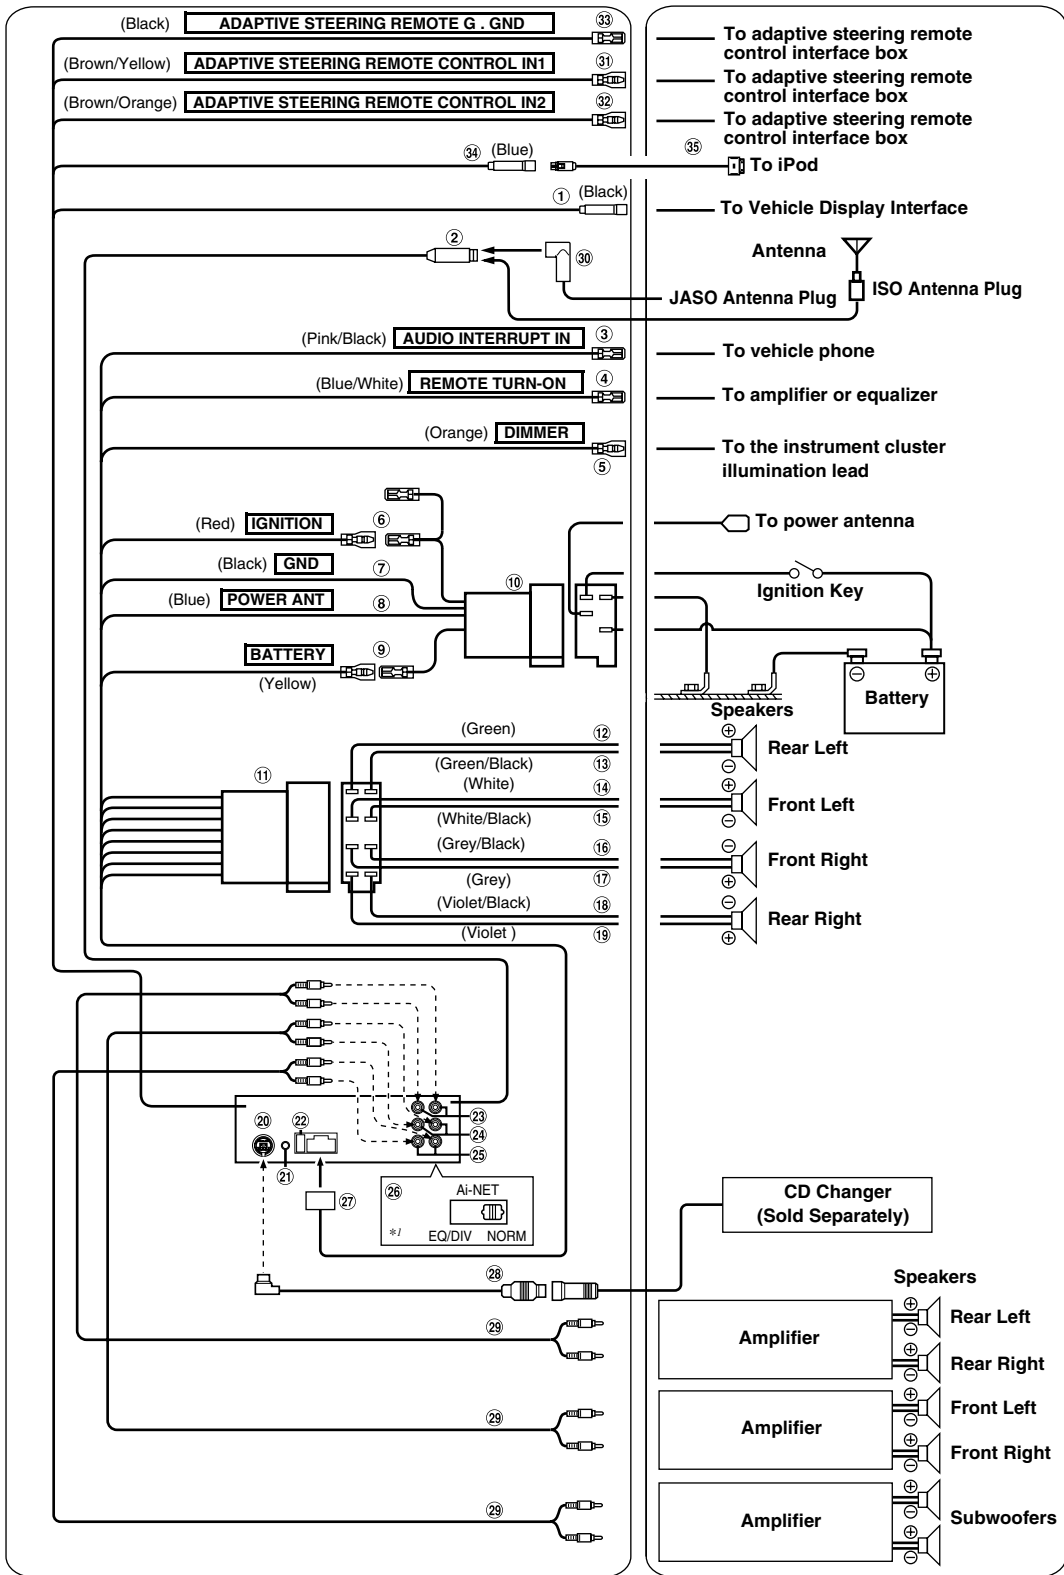 (Black) ADAPTIVE STEERING REMOTE G . GND ㉝
To adaptive steering remote
control interface box
(Brown/Yellow) ADAPTIVE STEERING REMOTE CONTROL IN1 ㉛
To adaptive steering remote
control interface box
(Brown/Orange) ADAPTIVE STEERING REMOTE CONTROL IN2 ㉜
To adaptive steering remote
control interface box
㉞ (Blue)
㉟
To iPod
① (Black)
To Vehicle Display Interface
②
㉚
Antenna
JASO Antenna Plug
ISO Antenna Plug
(Pink/Black) AUDIO INTERRUPT IN ③
To vehicle phone
(Blue/White) REMOTE TURN-ON ④
To amplifier or equalizer
(Orange) DIMMER
⑤
To the instrument cluster
illumination lead
(Red) IGNITION ⑥
To power antenna
(Black) GND ⑦
⑩
Ignition Key
(Blue) POWER ANT ⑧
BATTERY ⑨
(Yellow)
⊖ ⊕
Battery
Speakers
(Green) ⑫
⊕
Rear Left
⊖
(Green/Black) ⑬
⑪
(White) ⑭
⊕
Front Left
⊖
(White/Black) ⑮
(Grey/Black) ⑯
⊖
Front Right
⊕
(Grey) ⑰
(Violet/Black) ⑱
⊖
Rear Right
⊕
(Violet ) ⑲
⑳ ㉒
㉓
㉔
㉕
㉑
㉗
㉖ Ai-NET
*1 EQ/DIV NORM
CD Changer
(Sold Separately)
㉘
Speakers
㉙
Amplifier
⊕
Rear Left
⊖
⊕
Rear Right
⊖
㉙
Amplifier
⊕
Front Left
⊖
⊕
Front Right
⊖
㉙
Amplifier
⊕
⊖
Subwoofers
⊕
⊖